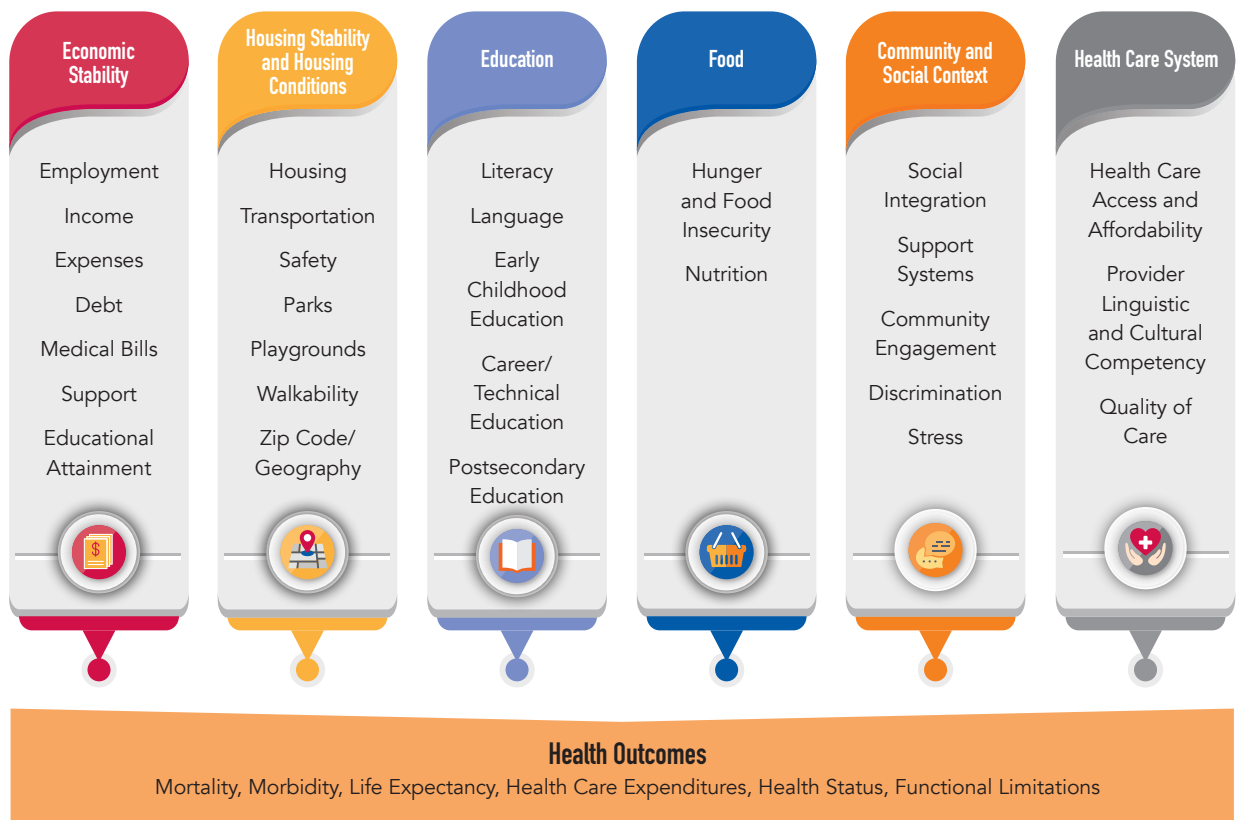 Economic
Stability
Employment
Income
Expenses
Debt
Medical Bills
Support
Educational
Attainment
$
Housing Stability
and Housing
Conditions
Housing
Transportation
Safety
Parks
Playgrounds
Walkability
Zip Code/
Geography
Education
Literacy
Language
Early
Childhood
Education
Career/
Technical
Education
Postsecondary
Education
Food
Hunger
and Food
Insecurity
Nutrition
Community and
Social Context
Social
Integration
Support
Systems
Community
Engagement
Discrimination
Stress
Health Care System
Health Care
Access and
Affordability
Provider
Linguistic
and Cultural
Competency
Quality of
Care
Health Outcomes
Mortality, Morbidity, Life Expectancy, Health Care Expenditures, Health Status, Functional Limitations